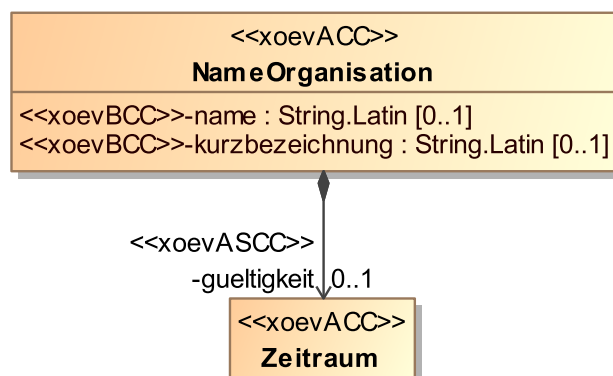 <<xoevACC>>
NameOrganisation
<<xoevBCC>>-name : String.Latin [0..1]
<<xoevBCC>>-kurzbezeichnung : String.Latin [0..1]
<<xoevASCC>>
-gueltigkeit 0..1
<<xoevACC>>
Zeitraum